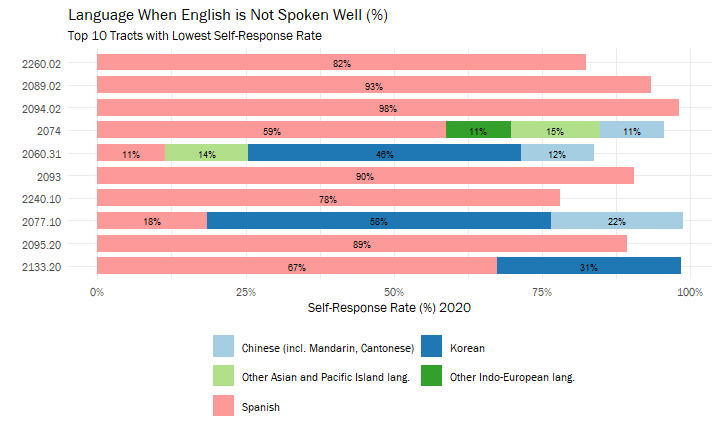 Language When English is Not Spoken Well (%)
Top 10 Tracts with Lowest Self-Response Rate
2260.02 82%
2089.02 93%
2094.02 98%
2074 59% 11% 15% 11%
2060.31 11% 14% 46% 12%
2093 90%
2240.10 78%
2077.10 18% 58% 22%
2095.20 89%
2133.20 67% 31%
0% 25% 50% 75% 100%
Self-Response Rate (%) 2020
Chinese (incl. Mandarin, Cantonese) Korean
Other Asian and Pacific Island lang. Other Indo-European lang.
Spanish